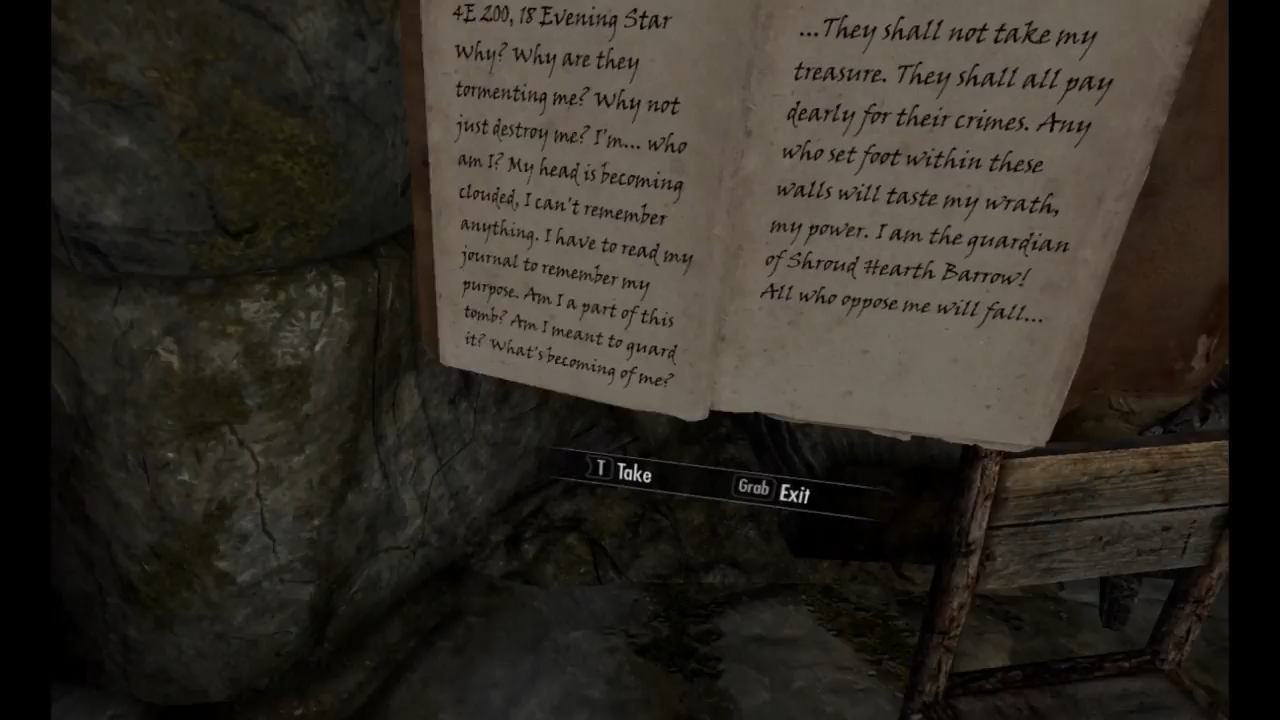 4E 200, 18 Evening Star
Why? Why are they
tormenting me? Why not
just destroy me? I'm... who
am I? My head is becoming
clouded, I can't remember
anything. I have to read my
journal to remember my
purpose. Am I a part of this
tomb? Am I meant to guard
it? What's becoming of me?
...They shall not take my
treasure. They shall all pay
dearly for their crimes. Any
who set foot within these
walls will taste my wrath,
my power. I am the guardian
of Shroud Hearth Barrow!
All who oppose me will fall...
T Take
Grab Exit